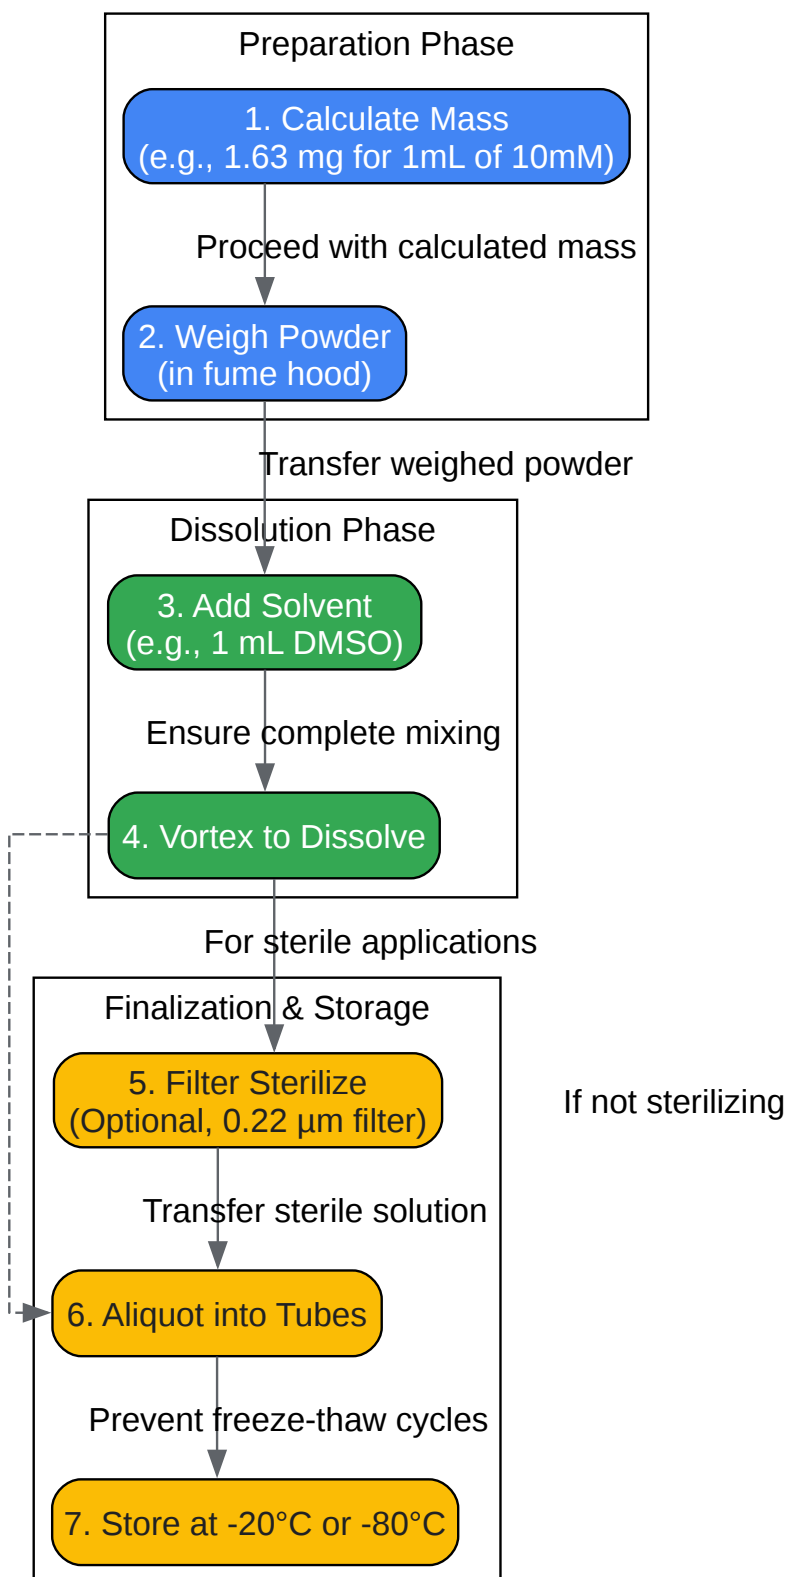 Preparation Phase
1. Calculate Mass
(e.g., 1.63 mg for 1mL of 10mM)
Proceed with calculated mass
2. Weigh Powder
(in fume hood)
Transfer weighed powder
Dissolution Phase
3. Add Solvent
(e.g., 1 mL DMSO)
Ensure complete mixing
4. Vortex to Dissolve
For sterile applications
Finalization & Storage
5. Filter Sterilize
(Optional, 0.22 µm filter)
If not sterilizing
Transfer sterile solution
6. Aliquot into Tubes
Prevent freeze-thaw cycles
7. Store at -20°C or -80°C